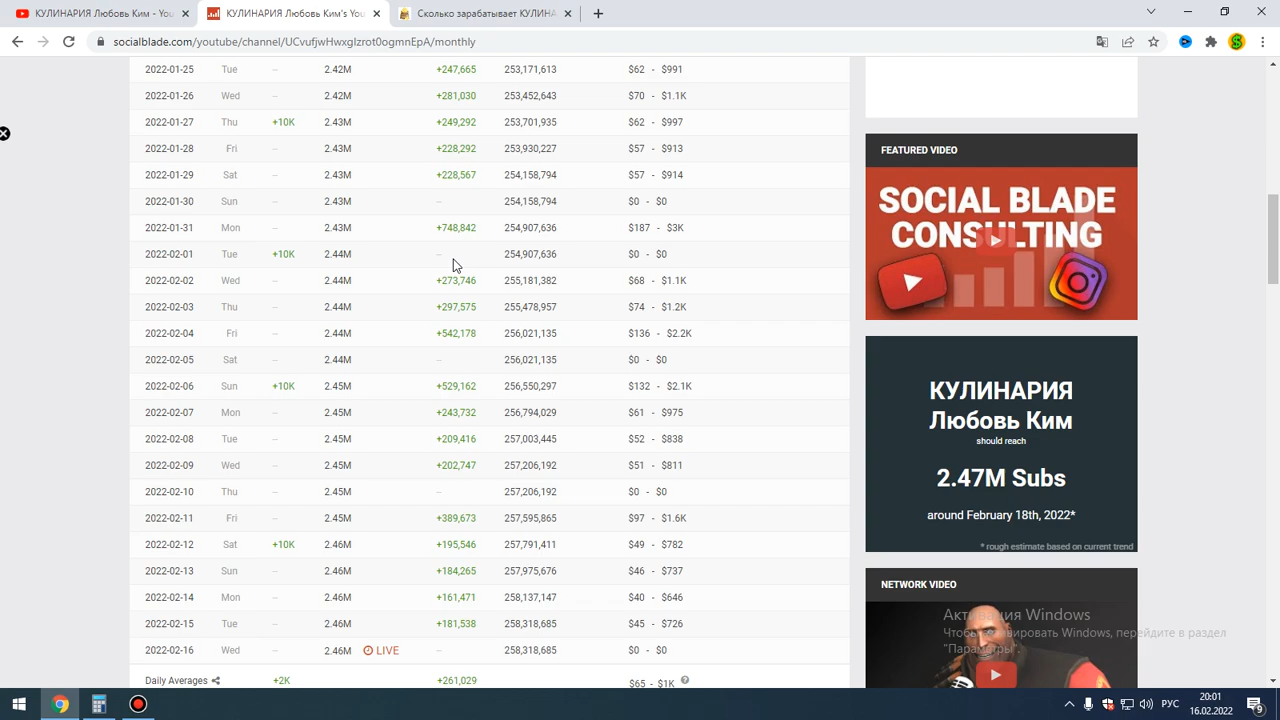 КУЛИНАРИЯ Любовь Ким - You
КУЛИНАРИЯ Любовь Ким's You
Сколько зарабатывает КУЛИНА
socialblade.com/youtube/channel/UCvufjwHwxglzrot0ogmnEpA/monthly
2022-01-25 Tue -- 2.42M +247,665 253,171,613 $62 - $991
2022-01-26 Wed -- 2.42M +281,030 253,452,643 $70 - $1.1K
2022-01-27 Thu +10K 2.43M +249,292 253,701,935 $62 - $997
2022-01-28 Fri -- 2.43M +228,292 253,930,227 $57 - $913
2022-01-29 Sat -- 2.43M +228,567 254,158,794 $57 - $914
2022-01-30 Sun -- 2.43M -- 254,158,794 $0 - $0
2022-01-31 Mon -- 2.43M +748,842 254,907,636 $187 - $3K
2022-02-01 Tue +10K 2.44M -- 254,907,636 $0 - $0
2022-02-02 Wed -- 2.44M +273,746 255,181,382 $68 - $1.1K
2022-02-03 Thu -- 2.44M +297,575 255,478,957 $74 - $1.2K
2022-02-04 Fri -- 2.44M +542,178 256,021,135 $136 - $2.2K
2022-02-05 Sat -- 2.44M -- 256,021,135 $0 - $0
2022-02-06 Sun +10K 2.45M +529,162 256,550,297 $132 - $2.1K
2022-02-07 Mon -- 2.45M +243,732 256,794,029 $61 - $975
2022-02-08 Tue -- 2.45M +209,416 257,003,445 $52 - $838
2022-02-09 Wed -- 2.45M +202,747 257,206,192 $51 - $811
2022-02-10 Thu -- 2.45M -- 257,206,192 $0 - $0
2022-02-11 Fri -- 2.45M +389,673 257,595,865 $97 - $1.6K
2022-02-12 Sat +10K 2.46M +195,546 257,791,411 $49 - $782
2022-02-13 Sun -- 2.46M +184,265 257,975,676 $46 - $737
2022-02-14 Mon -- 2.46M +161,471 258,137,147 $40 - $646
2022-02-15 Tue -- 2.46M +181,538 258,318,685 $45 - $726
2022-02-16 Wed -- 2.46M LIVE -- 258,318,685 $0 - $0
Daily Averages +2K +261,029 $65 - $1K
FEATURED VIDEO
SOCIAL BLADE
CONSULTING
КУЛИНАРИЯ
Любовь Ким
should reach
2.47M Subs
around February 18th, 2022*
* rough estimate based on current trend
NETWORK VIDEO
Активация Windows
Чтобы активировать Windows, перейдите в раздел
"Параметры".
РУС
20:01
16.02.2022
9